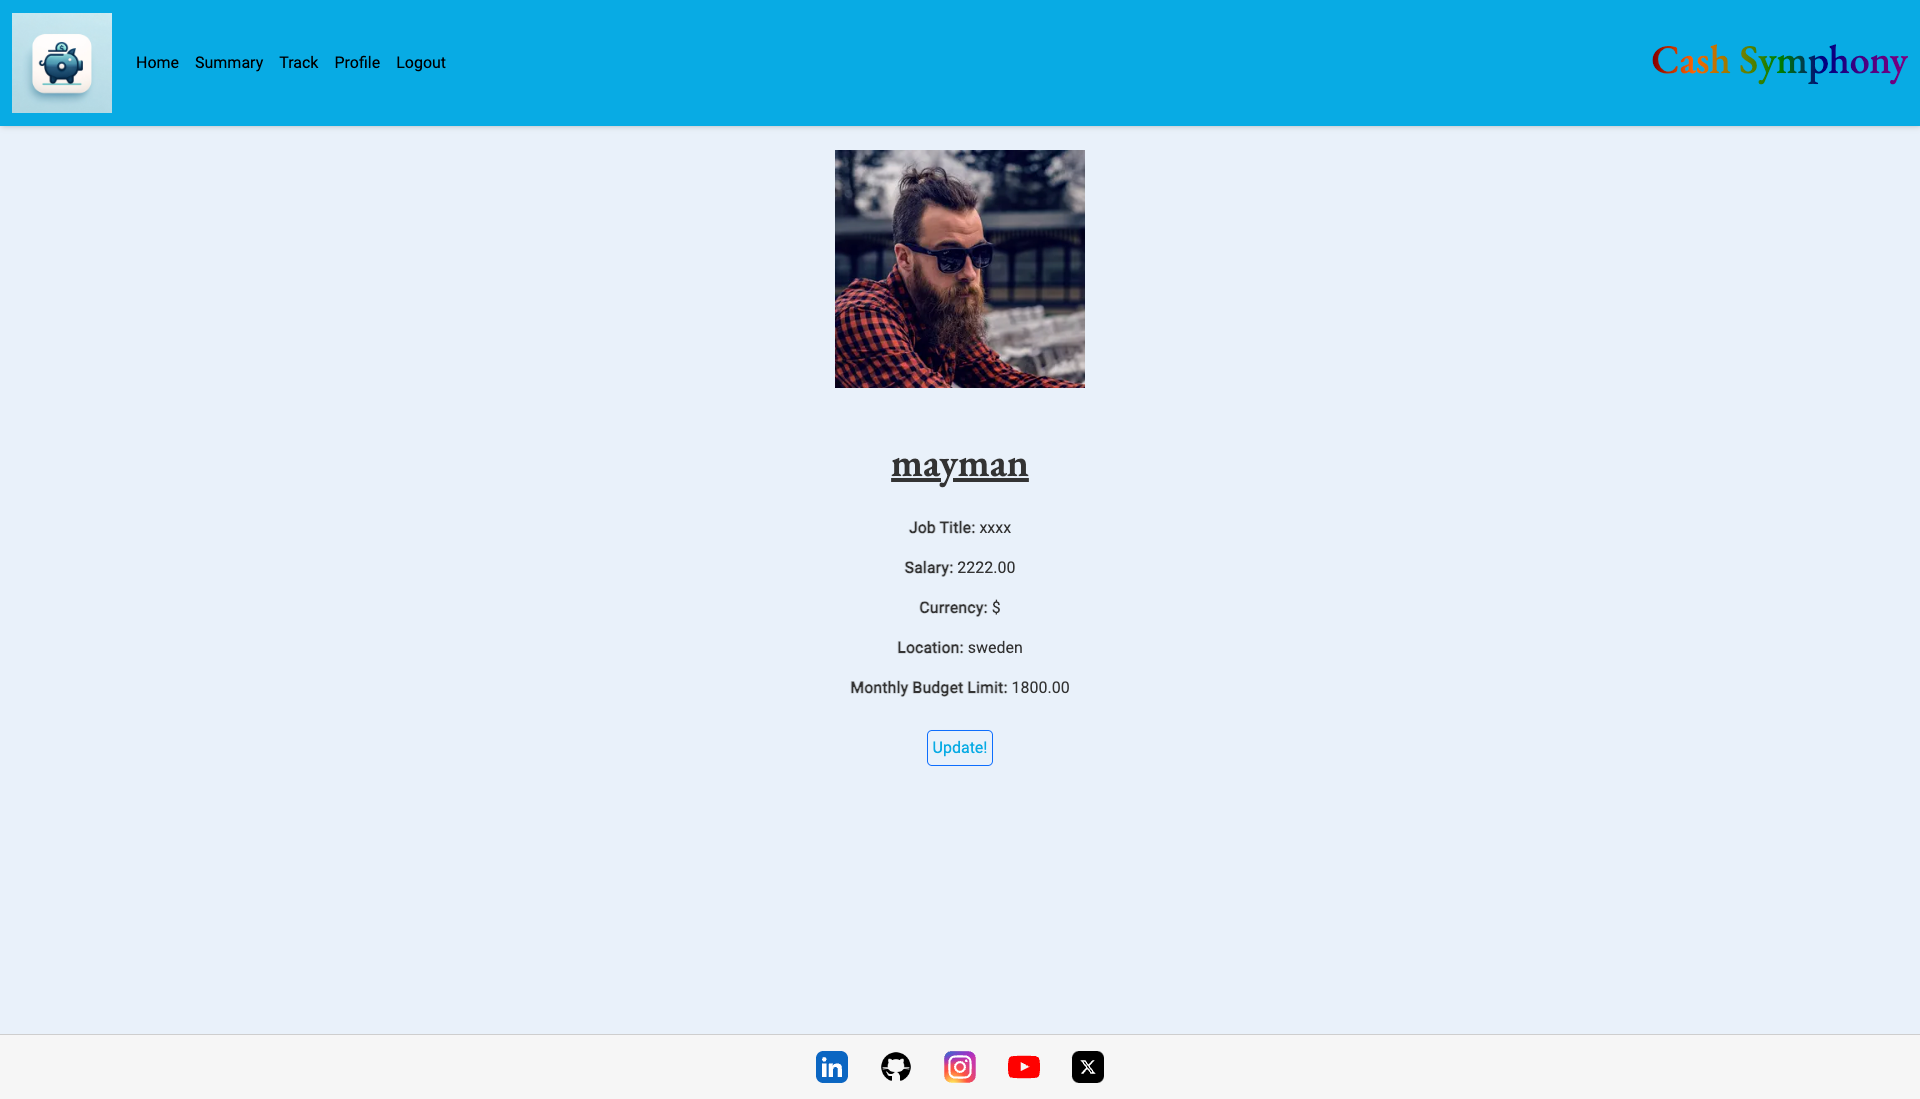 Home Summary Track Profile Logout
Cash Symphony
mayman
Job Title: xxxx
Salary: 2222.00
Currency: $
Location: sweden
Monthly Budget Limit: 1800.00
Update!